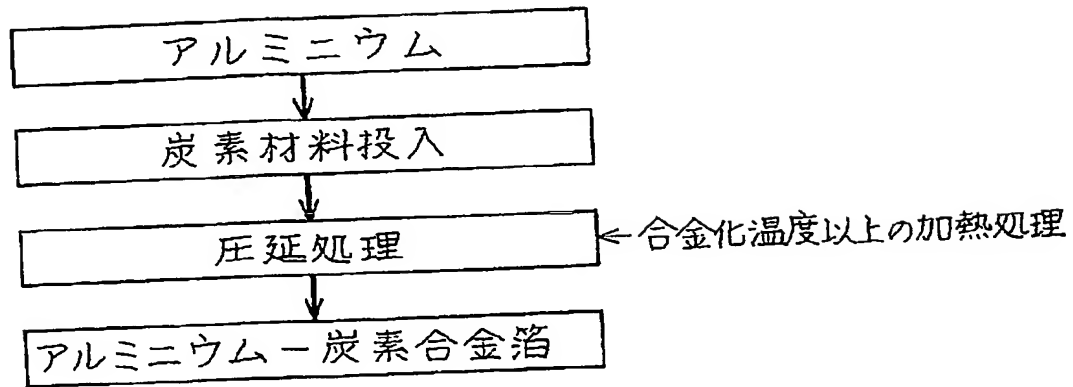 アルミニウム
炭素材料投入
圧延処理
合金化温度以上の加熱処理
アルミニウム－炭素合金箔